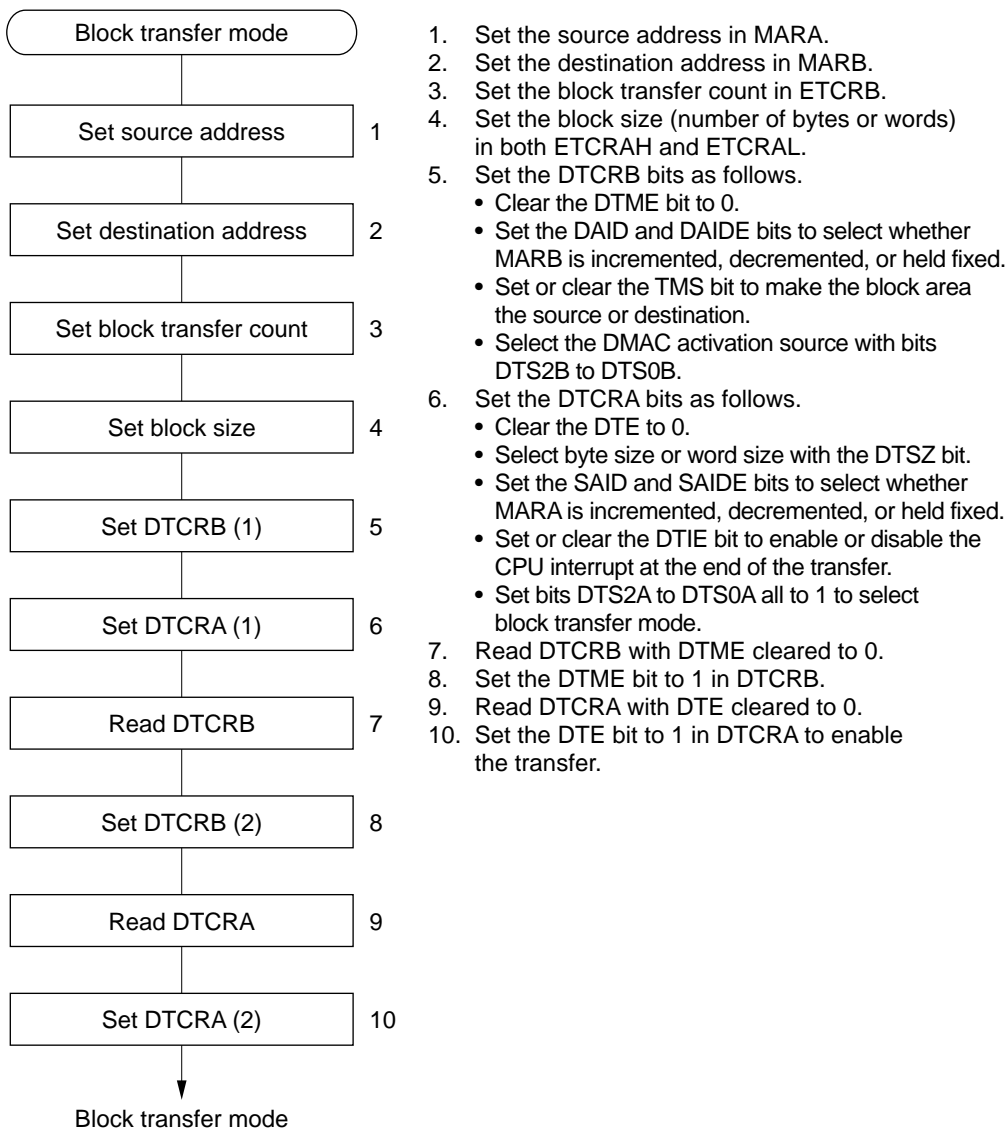 Block transfer mode
Set source address 1
Set destination address 2
Set block transfer count 3
Set block size 4
Set DTCRB (1) 5
Set DTCRA (1) 6
Read DTCRB 7
Set DTCRB (2) 8
Read DTCRA 9
Set DTCRA (2) 10
Block transfer mode
1. Set the source address in MARA.
2. Set the destination address in MARB.
3. Set the block transfer count in ETCRB.
4. Set the block size (number of bytes or words)
in both ETCRAH and ETCRAL.
5. Set the DTCRB bits as follows.
• Clear the DTME bit to 0.
• Set the DAID and DAIDE bits to select whether
MARB is incremented, decremented, or held fixed.
• Set or clear the TMS bit to make the block area
the source or destination.
• Select the DMAC activation source with bits
DTS2B to DTS0B.
6. Set the DTCRA bits as follows.
• Clear the DTE to 0.
• Select byte size or word size with the DTSZ bit.
• Set the SAID and SAIDE bits to select whether
MARA is incremented, decremented, or held fixed.
• Set or clear the DTIE bit to enable or disable the
CPU interrupt at the end of the transfer.
• Set bits DTS2A to DTS0A all to 1 to select
block transfer mode.
7. Read DTCRB with DTME cleared to 0.
8. Set the DTME bit to 1 in DTCRB.
9. Read DTCRA with DTE cleared to 0.
10. Set the DTE bit to 1 in DTCRA to enable
the transfer.